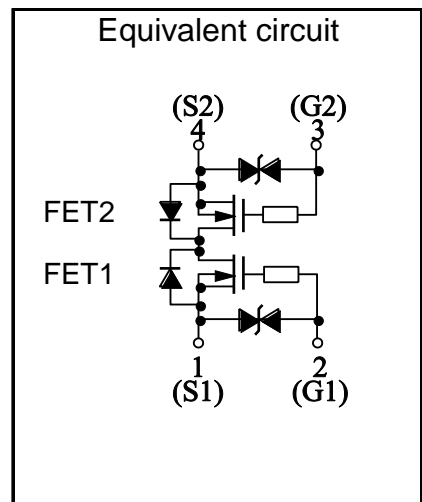 Equivalent circuit
(S2) (G2)
4 3
FET2
FET1
1 2
(S1) (G1)